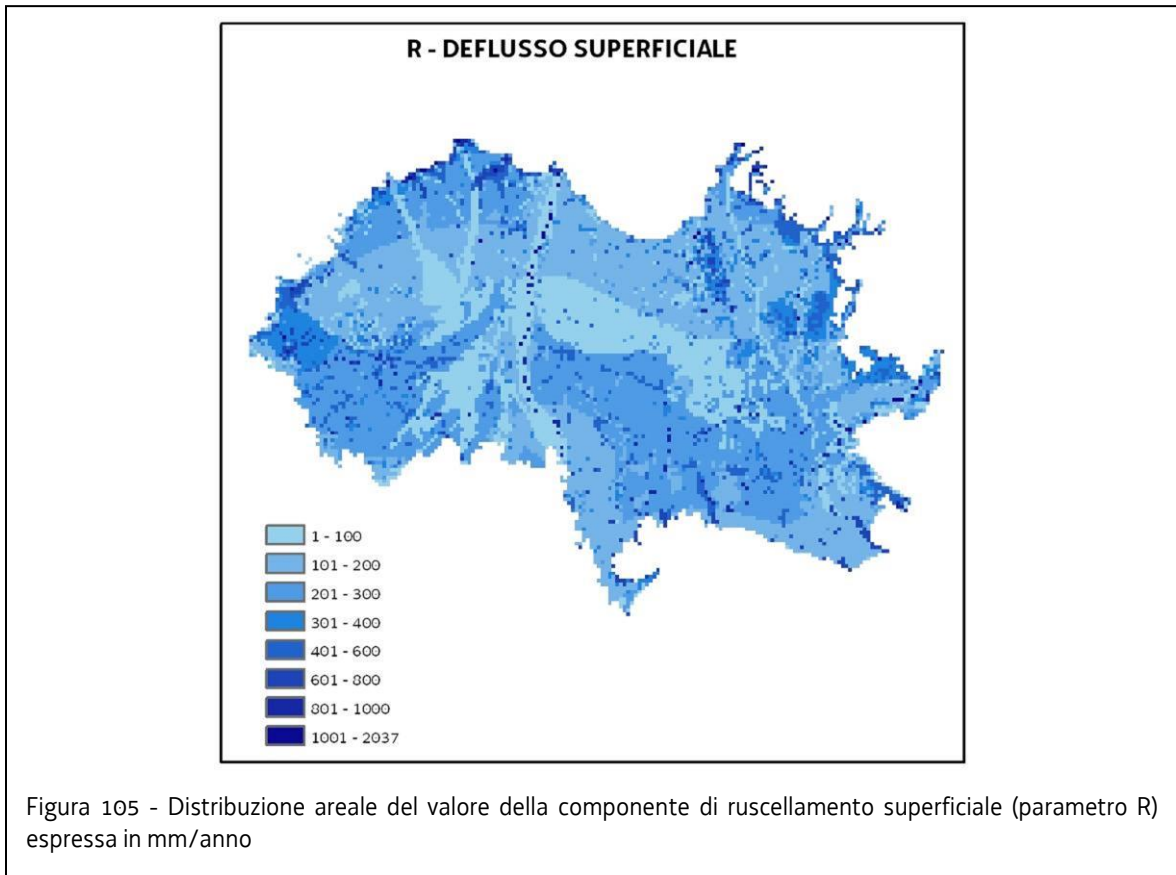 R - DEFLUSSO SUPERFICIALE
1 - 100
101 - 200
201 - 300
301 - 400
401 - 600
601 - 800
801 - 1000
1001 - 2037
Figura 105 - Distribuzione areale del valore della componente di ruscellamento superficiale (parametro R)
espressa in mm/anno